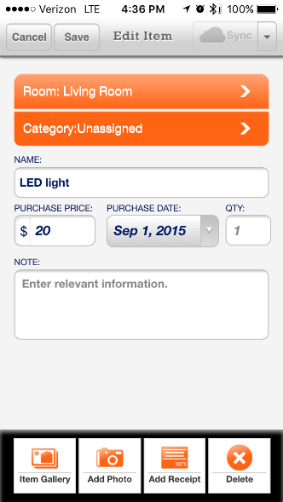 Verizon LTE 4:36 PM 100%
Cancel Save Edit Item Sync
Room: Living Room
Category:Unassigned
NAME:
LED light
PURCHASE PRICE: PURCHASE DATE: QTY:
$ 20 Sep 1, 2015 1
NOTE:
Enter relevant information.
Item Gallery Add Photo Add Receipt Delete